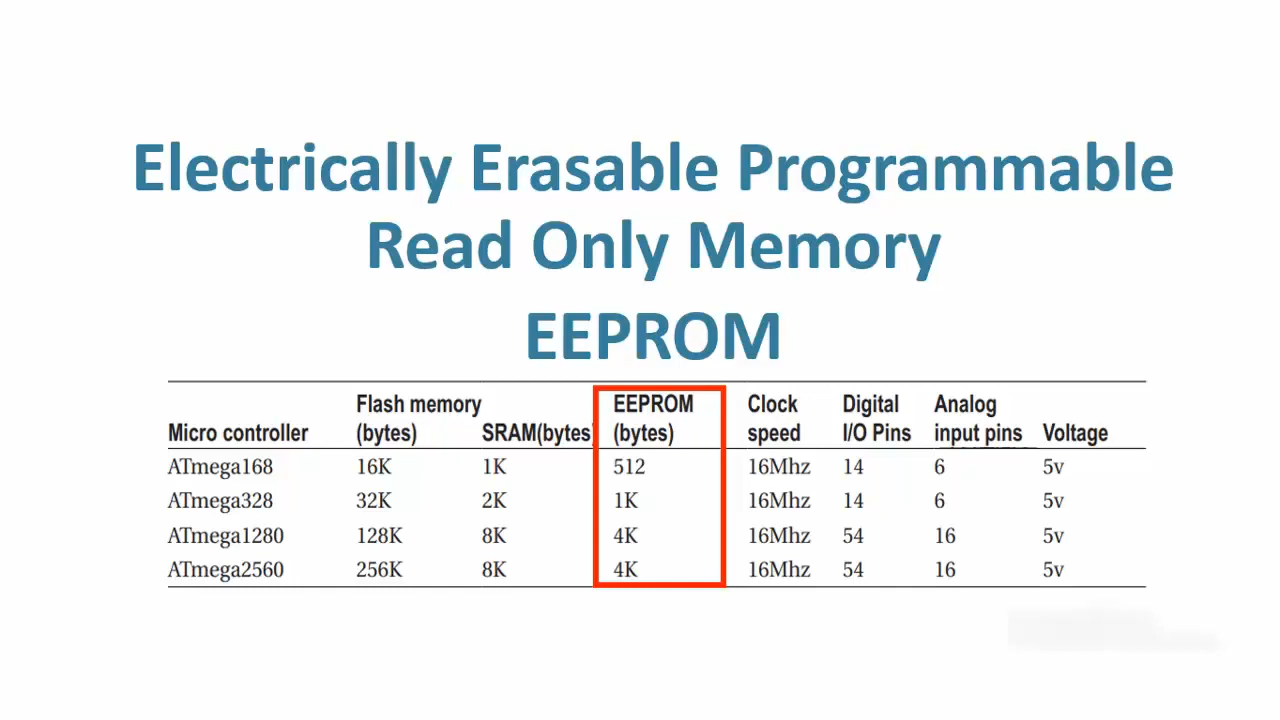 Electrically Erasable Programmable
Read Only Memory
EEPROM
Micro controller Flash memory (bytes) SRAM(bytes) EEPROM (bytes) Clock speed Digital I/O Pins Analog input pins Voltage
ATmega168 16K 1K 512 16Mhz 14 6 5v
ATmega328 32K 2K 1K 16Mhz 14 6 5v
ATmega1280 128K 8K 4K 16Mhz 54 16 5v
ATmega2560 256K 8K 4K 16Mhz 54 16 5v